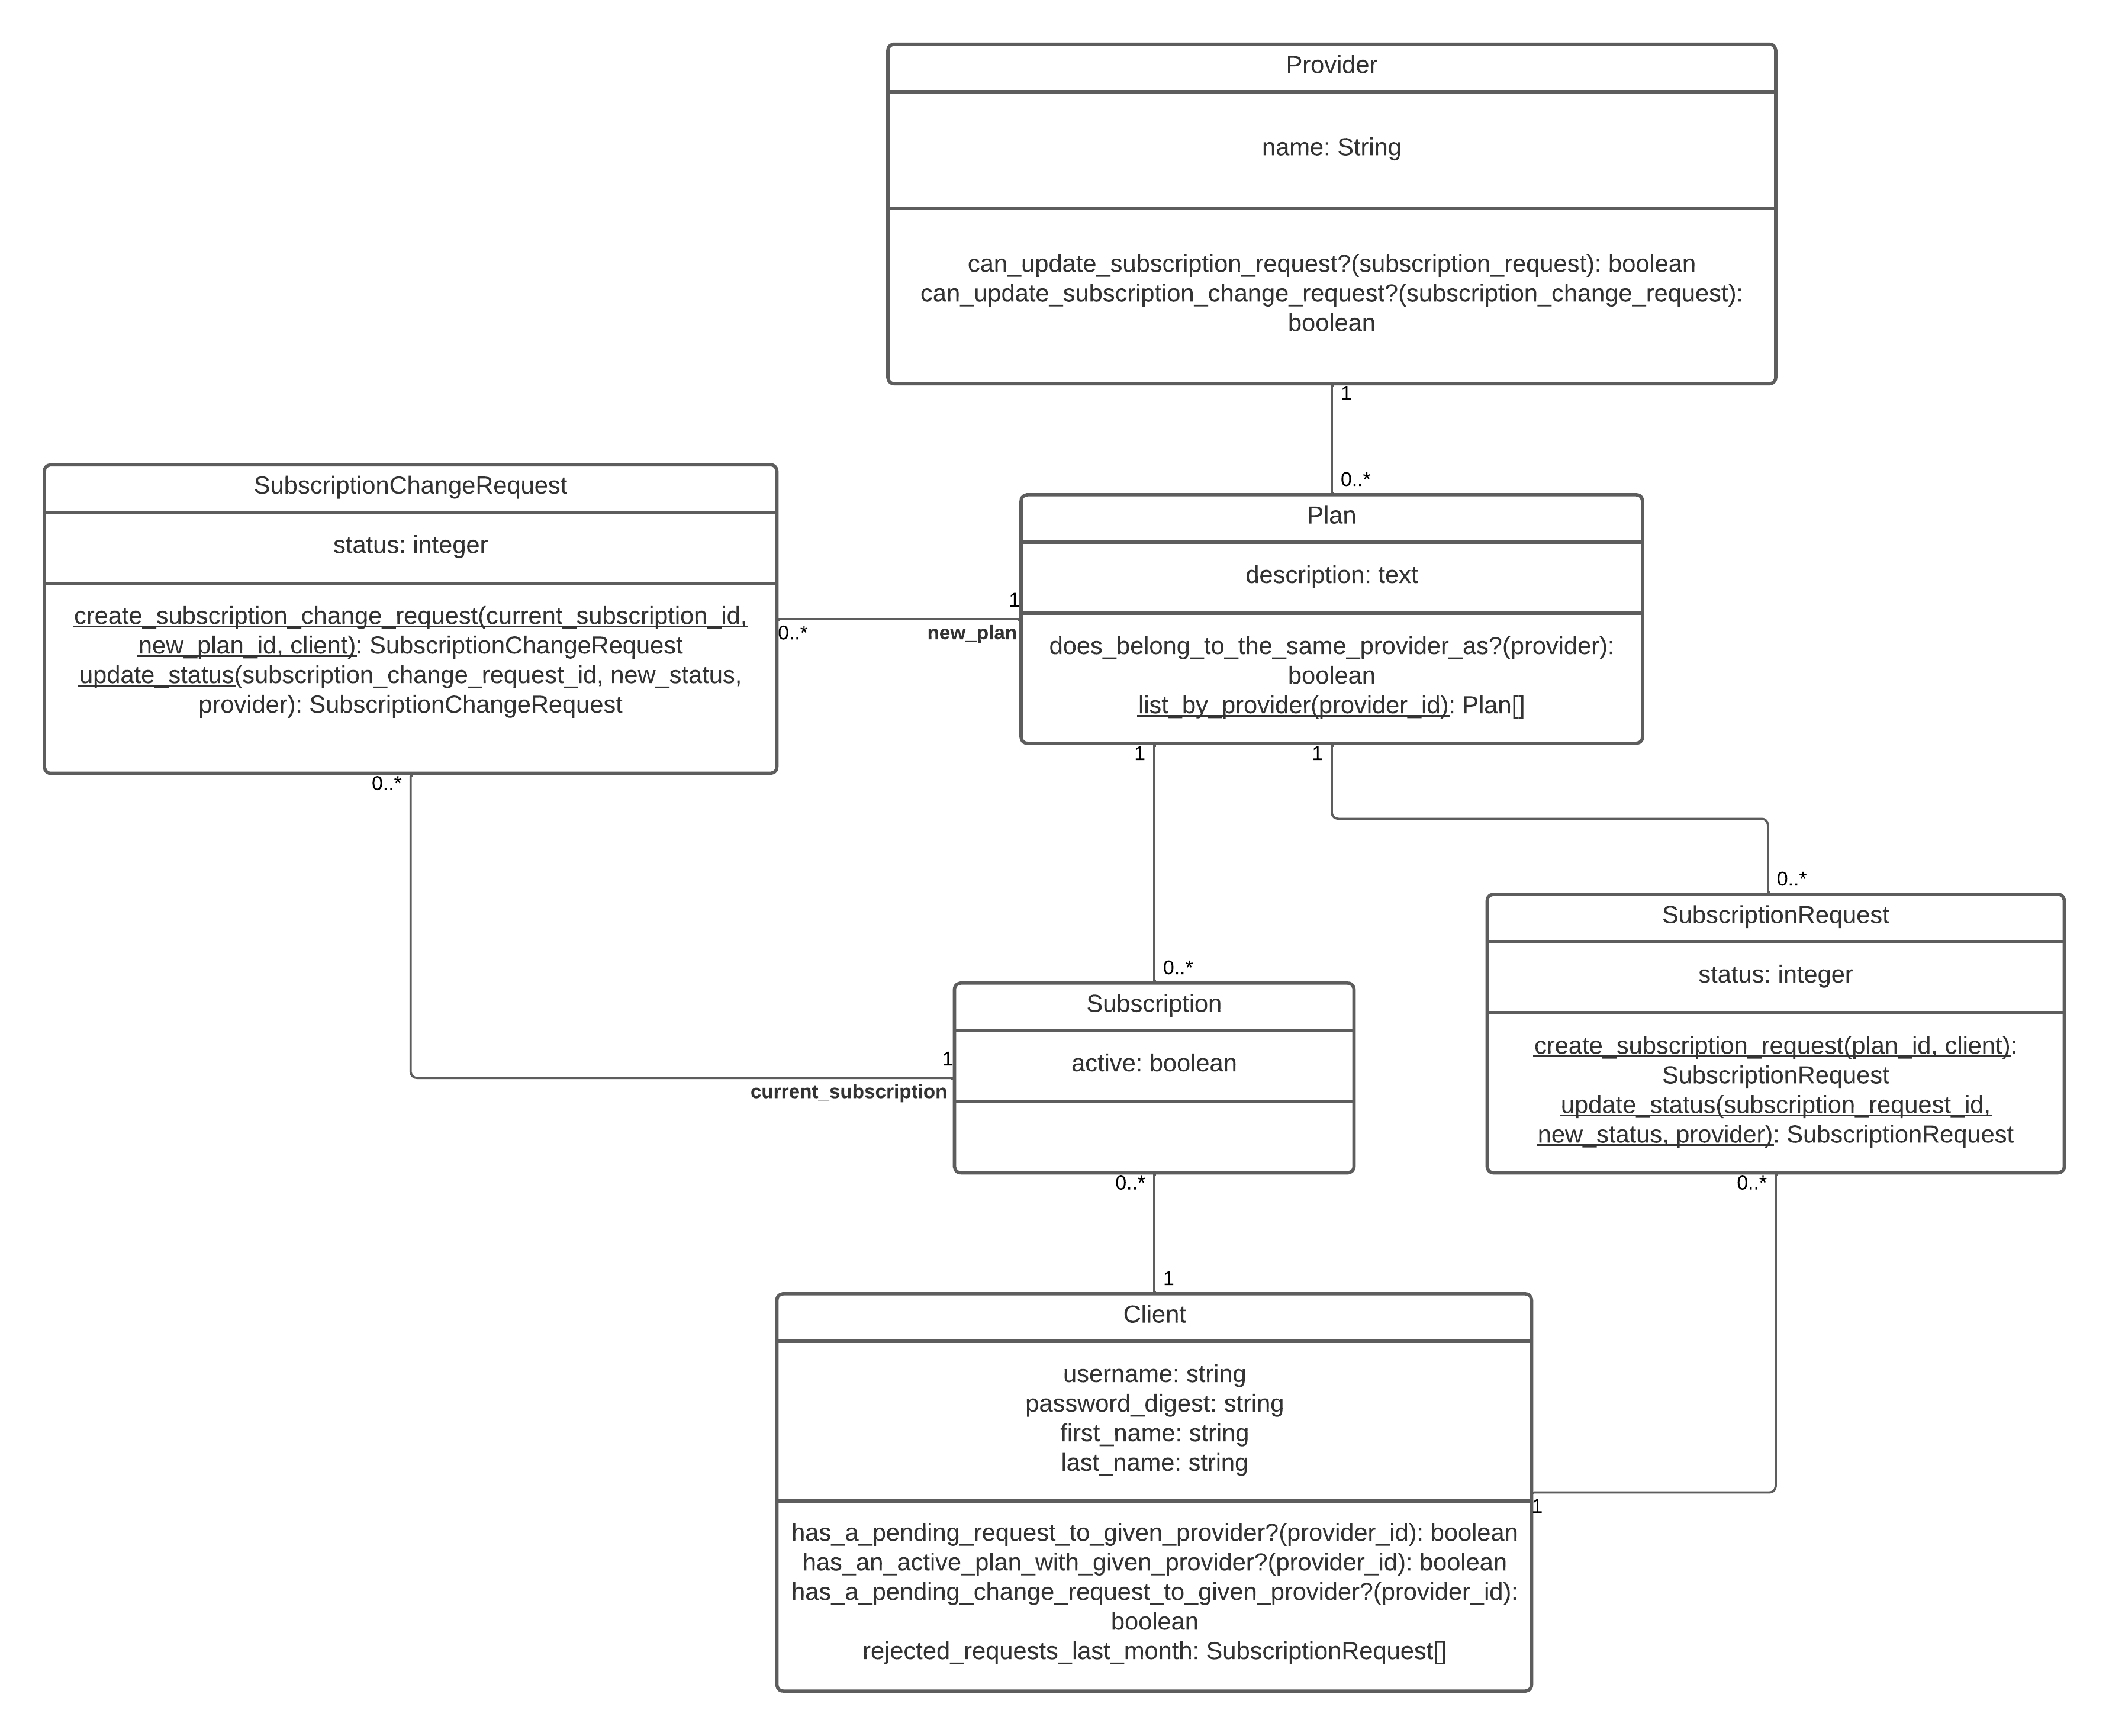 Provider
name: String
can_update_subscription_request?(subscription_request): boolean
can_update_subscription_change_request?(subscription_change_request):
boolean
1
0..*
SubscriptionChangeRequest
status: integer
create_subscription_change_request(current_subscription_id,
new_plan_id, client): SubscriptionChangeRequest
update_status(subscription_change_request_id, new_status,
provider): SubscriptionChangeRequest
0..*
1
new_plan
0..*
Plan
description: text
does_belong_to_the_same_provider_as?(provider):
boolean
list_by_provider(provider_id): Plan[]
1
1
0..*
0..*
SubscriptionRequest
status: integer
create_subscription_request(plan_id, client):
SubscriptionRequest
update_status(subscription_request_id,
new_status, provider): SubscriptionRequest
0..*
Subscription
active: boolean
1
current_subscription
0..*
1
Client
username: string
password_digest: string
first_name: string
last_name: string
1
has_a_pending_request_to_given_provider?(provider_id): boolean
has_an_active_plan_with_given_provider?(provider_id): boolean
has_a_pending_change_request_to_given_provider?(provider_id):
boolean
rejected_requests_last_month: SubscriptionRequest[]